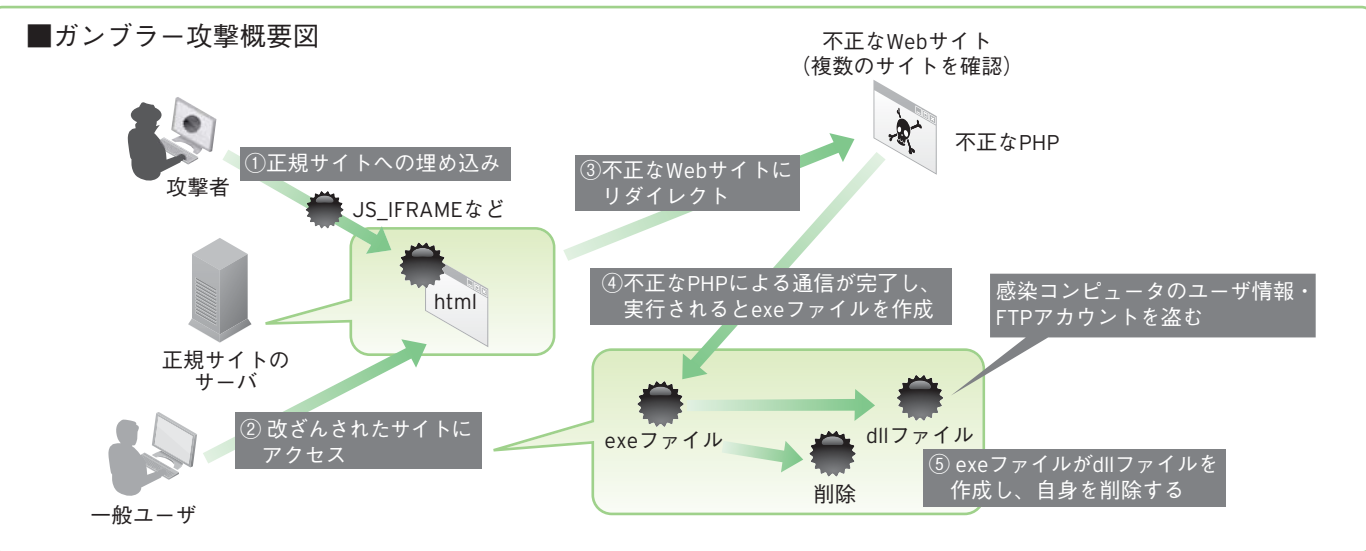 ■ガンブラー攻撃概要図
不正なWebサイト
（複数のサイトを確認）
不正なPHP
攻撃者
①正規サイトへの埋め込み
JS_IFRAMEなど
③不正なWebサイトに
リダイレクト
html
正規サイトの
サーバ
④不正なPHPによる通信が完了し、
実行されるとexeファイルを作成
感染コンピュータのユーザ情報・
FTPアカウントを盗む
② 改ざんされたサイトに
アクセス
一般ユーザ
exeファイル
dllファイル
削除
⑤ exeファイルがdllファイルを
作成し、自身を削除する